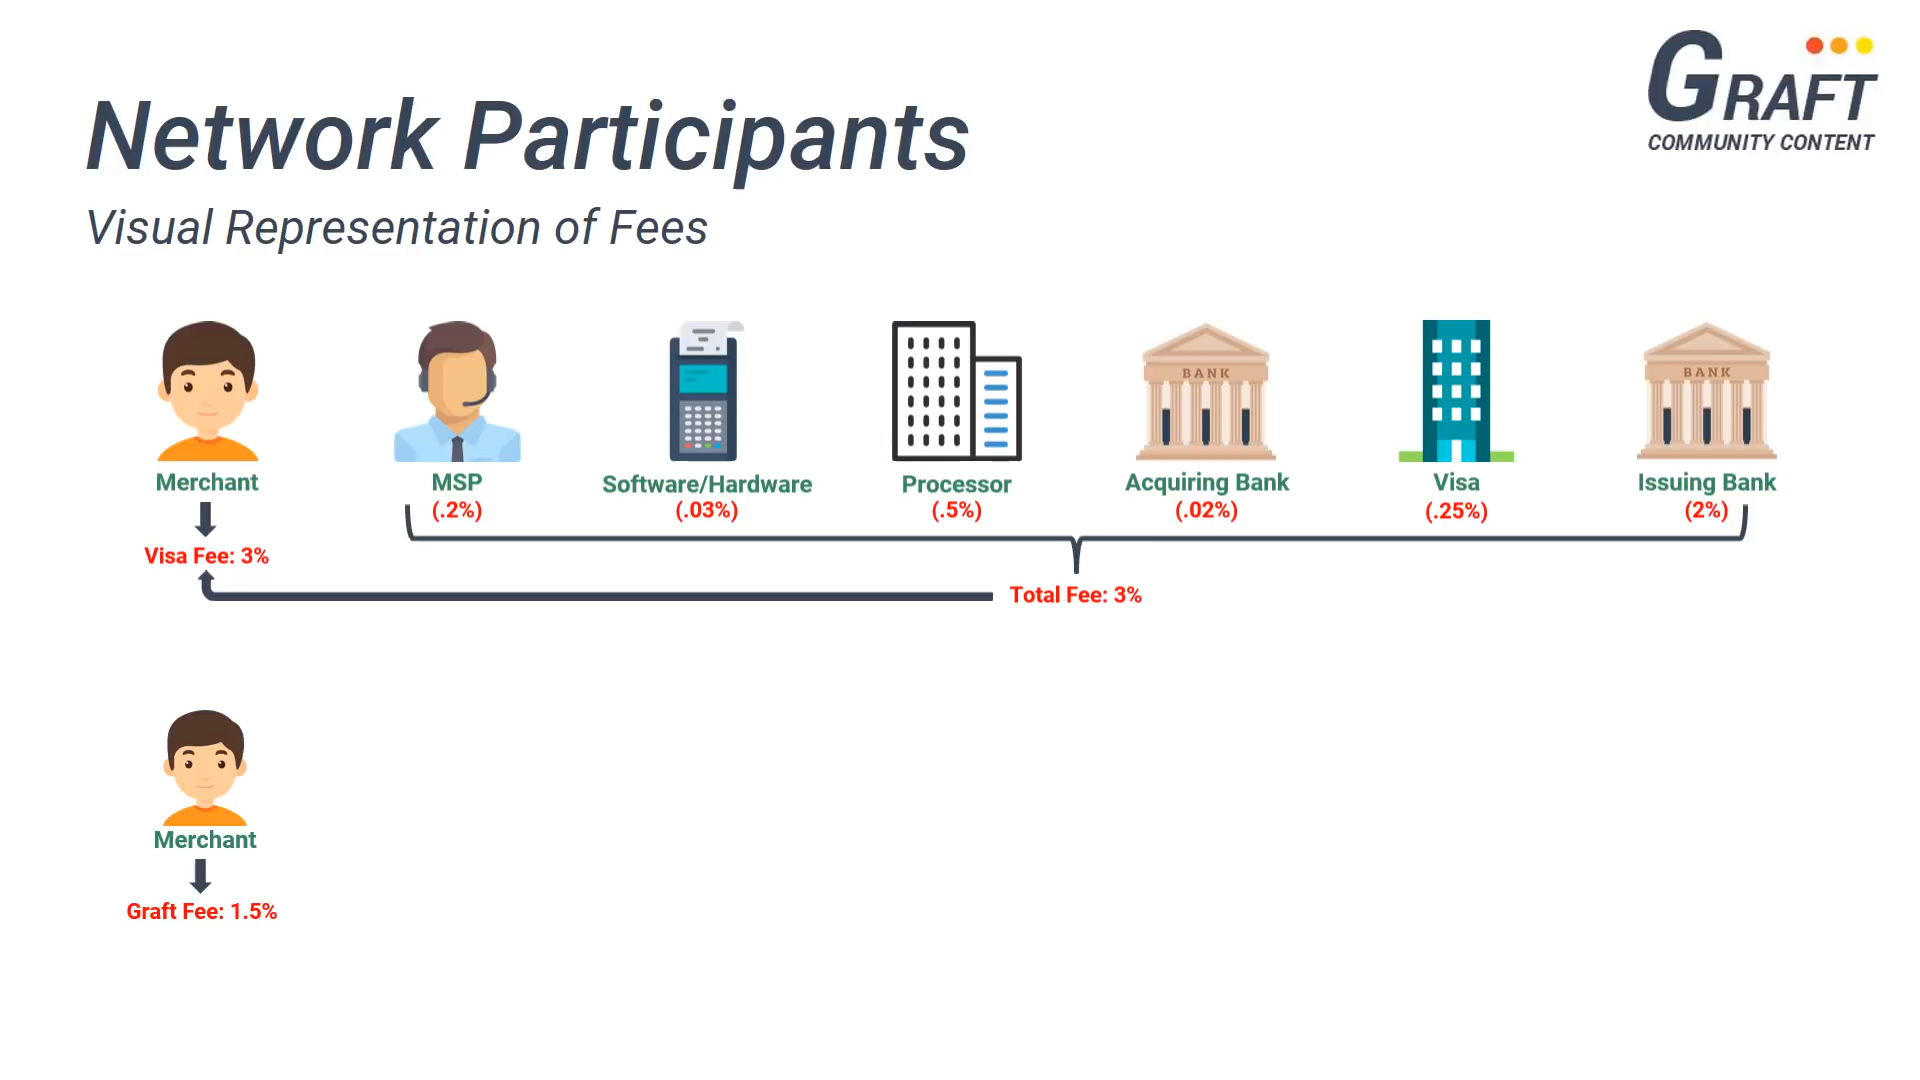 GRAFT
COMMUNITY CONTENT
Network Participants
Visual Representation of Fees
BANK
BANK
Merchant
MSP
Software/Hardware
Processor
Acquiring Bank
Visa
Issuing Bank
(.2%)
(.03%)
(.5%)
(.02%)
(.25%)
(2%)
Visa Fee: 3%
Total Fee: 3%
Merchant
Graft Fee: 1.5%